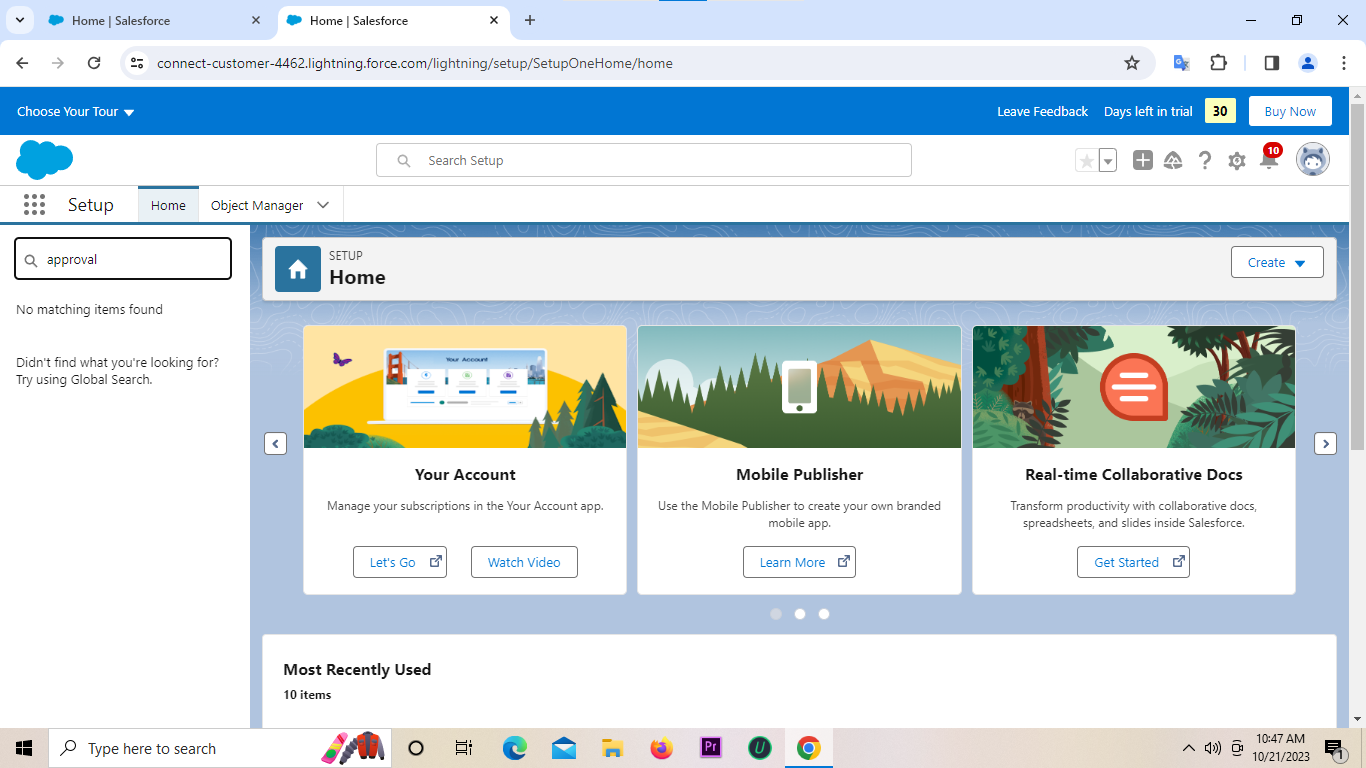 Home | Salesforce
Home | Salesforce
connect-customer-4462.lightning.force.com/lightning/setup/SetupOneHome/home
Choose Your Tour
Leave Feedback
Days left in trial
30
Buy Now
Search Setup
10
Setup
Home
Object Manager
approval
No matching items found
Didn't find what you're looking for?
Try using Global Search.
SETUP
Home
Create
Your Account
Your Account
Manage your subscriptions in the Your Account app.
Let's Go
Watch Video
Mobile Publisher
Use the Mobile Publisher to create your own branded
mobile app.
Learn More
Real-time Collaborative Docs
Transform productivity with collaborative docs,
spreadsheets, and slides inside Salesforce.
Get Started
Most Recently Used
10 items
Type here to search
Pr
U
10:47 AM
10/21/2023
1